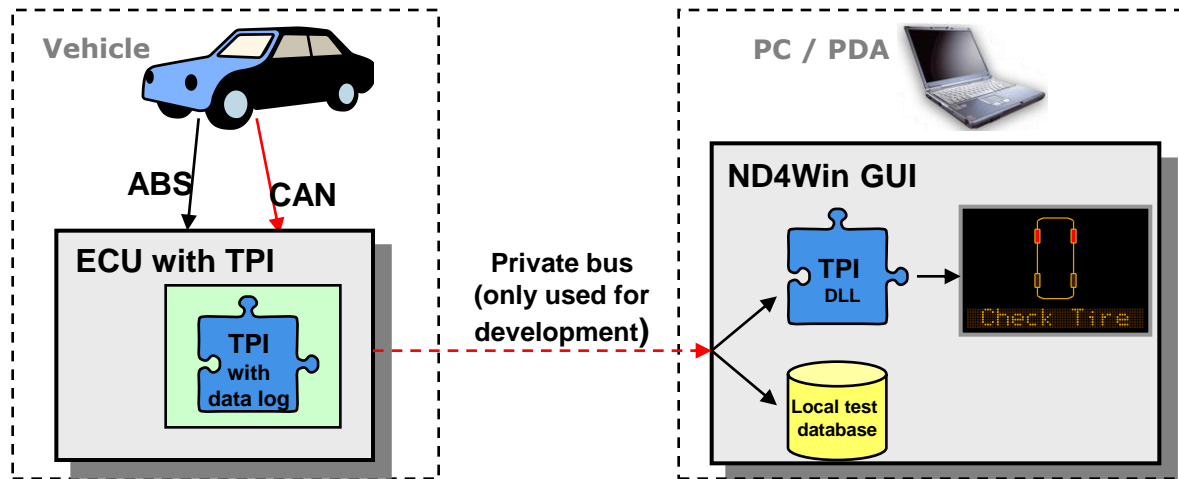 Vehicle
ABS
CAN
ECU with TPI
TPI
with
data log
Private bus
(only used for
development)
PC / PDA
ND4Win GUI
TPI
DLL
Check Tire
Local test
database